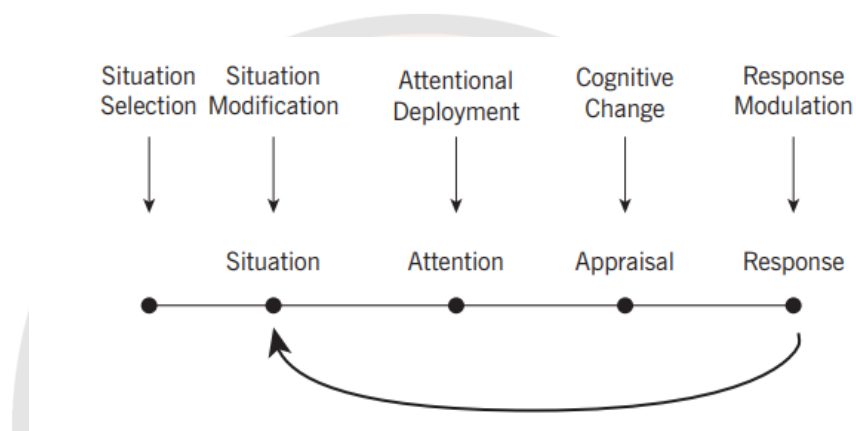 Situation Selection
Situation Modification
Attentional Deployment
Cognitive Change
Response Modulation
Situation
Attention
Appraisal
Response